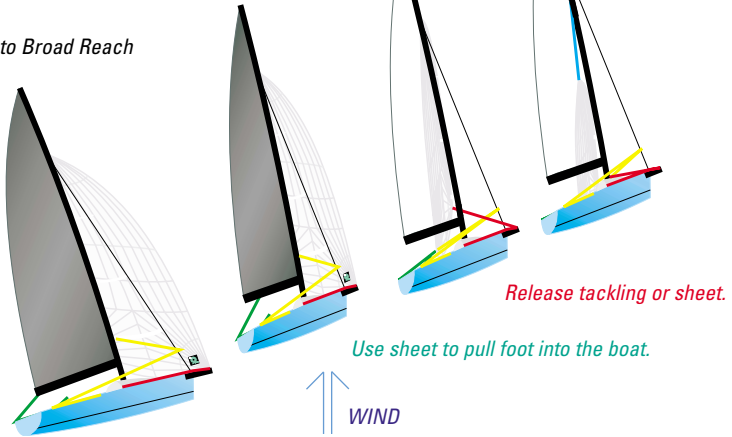 to Broad Reach
Release tackling or sheet.
Use sheet to pull foot into the boat.
WIND